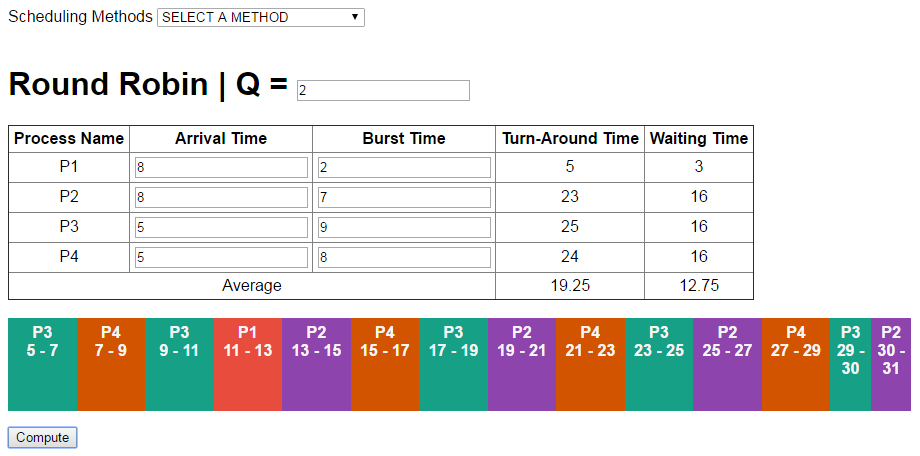 Scheduling Methods SELECT A METHOD
Round Robin | Q = 2
Process Name Arrival Time Burst Time Turn-Around Time Waiting Time
P1 8 2 5 3
P2 8 7 23 16
P3 5 9 25 16
P4 5 8 24 16
Average 19.25 12.75
P3 P4 P3 P1 P2 P4 P3 P2 P4 P3 P2 P4 P3 P2
5 - 7 7 - 9 9 - 11 11 - 13 13 - 15 15 - 17 17 - 19 19 - 21 21 - 23 23 - 25 25 - 27 27 - 29 29 - 30 -
30 31
Compute